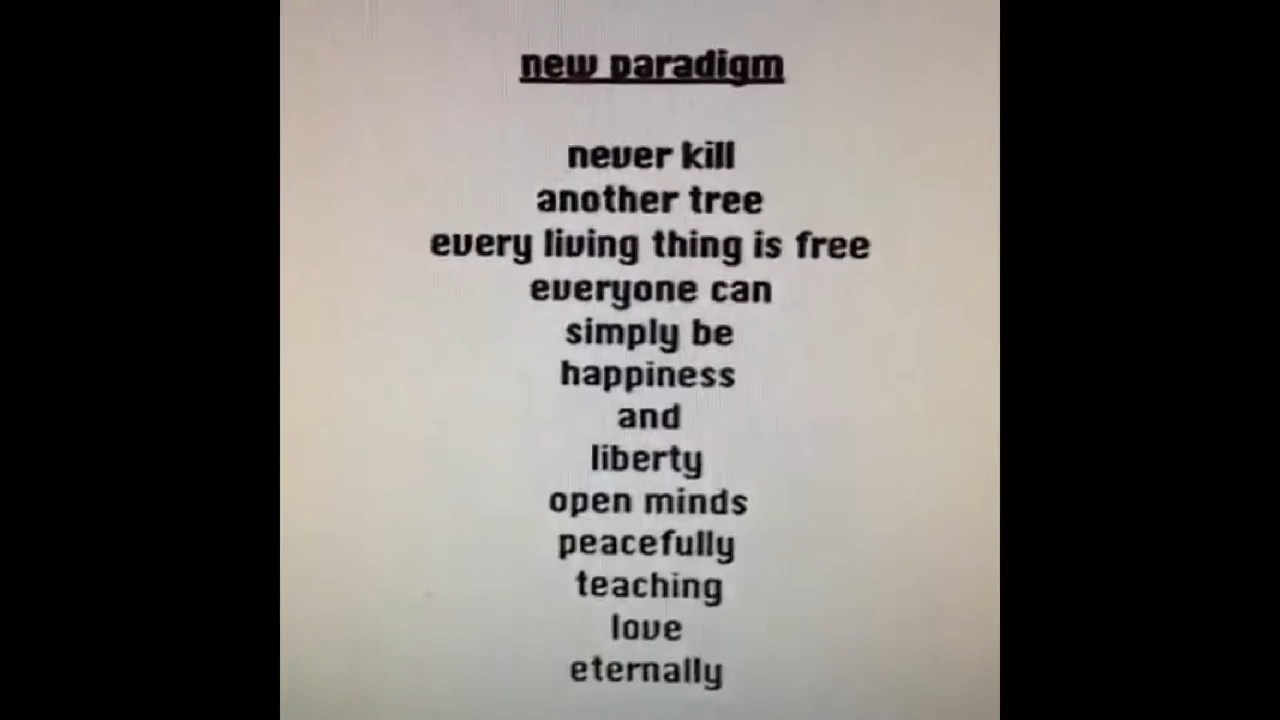 new paradigm
never kill
another tree
every living thing is free
everyone can
simply be
happiness
and
liberty
open minds
peacefully
teaching
love
eternally